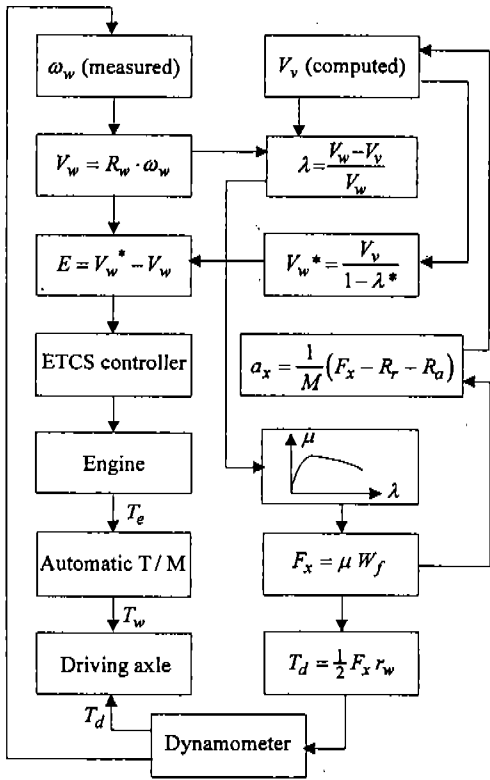 ω_w (measured)
V_v (computed)
V_w = R_w · ω_w
λ = (V_w − V_v) / V_w
E = V_w* − V_w
V_w* = V_v / (1 − λ*)
ETCS controller
a_x = 1/M (F_x − R_r − R_a)
Engine
μ
λ
T_e
Automatic T / M
F_x = μ W_f
T_w
Driving axle
T_d = ½ F_x r_w
T_d
Dynamometer